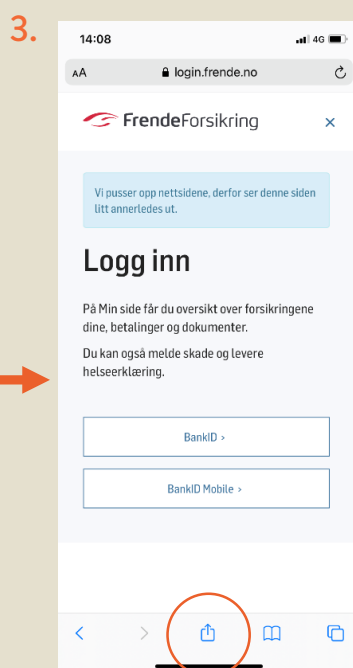 3.
14:08
4G
AA
login.frende.no
FrendeForsikring
×
Vi pusser opp nettsidene, derfor ser denne siden
litt annerledes ut.
Logg inn
På Min side får du oversikt over forsikringene
dine, betalinger og dokumenter.
Du kan også melde skade og levere
helseerklæring.
BankID ›
BankID Mobile ›